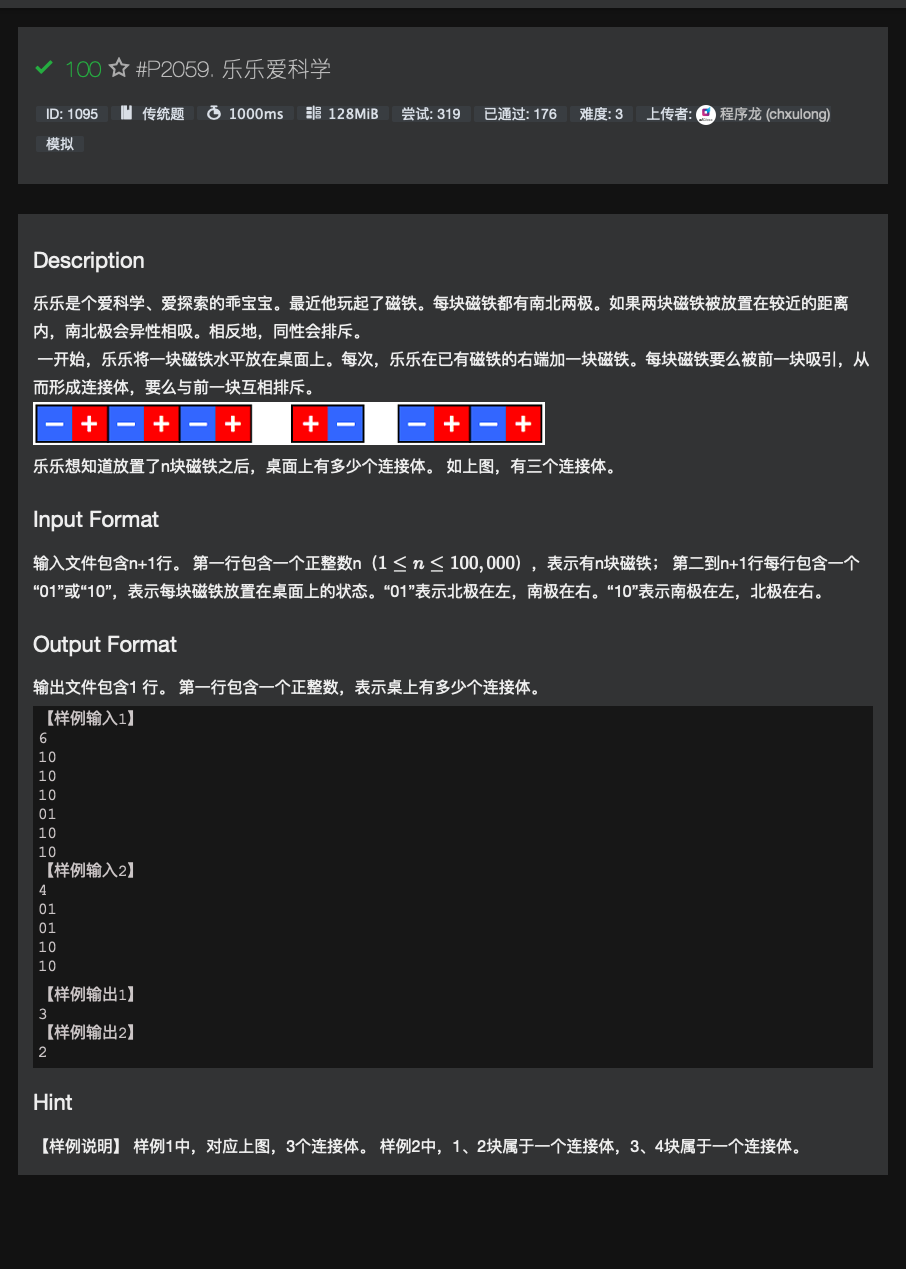 100 #P2059. 乐乐爱科学
ID: 1095 传统题 1000ms 128MiB 尝试: 319 已通过: 176 难度: 3 上传者: 程序龙 (chxulong)
模拟
Description
乐乐是个爱科学、爱探索的乖宝宝。最近他玩起了磁铁。每块磁铁都有南北两极。如果两块磁铁被放置在较近的距离
内，南北极会异性相吸。相反地，同性会排斥。
一开始，乐乐将一块磁铁水平放在桌面上。每次，乐乐在已有磁铁的右端加一块磁铁。每块磁铁要么被前一块吸引，从
而形成连接体，要么与前一块互相排斥。
− + − + − + + − − + − +
乐乐想知道放置了n块磁铁之后，桌面上有多少个连接体。 如上图，有三个连接体。
Input Format
输入文件包含n+1行。 第一行包含一个正整数n（1 ≤ n ≤ 100,000），表示有n块磁铁； 第二到n+1行每行包含一个
“01”或“10”，表示每块磁铁放置在桌面上的状态。“01”表示北极在左，南极在右。“10”表示南极在左，北极在右。
Output Format
输出文件包含1 行。 第一行包含一个正整数，表示桌上有多少个连接体。
【样例输入1】
6
10
10
10
01
10
10
【样例输入2】
4
01
01
10
10
【样例输出1】
3
【样例输出2】
2
Hint
【样例说明】 样例1中，对应上图，3个连接体。 样例2中，1、2块属于一个连接体，3、4块属于一个连接体。